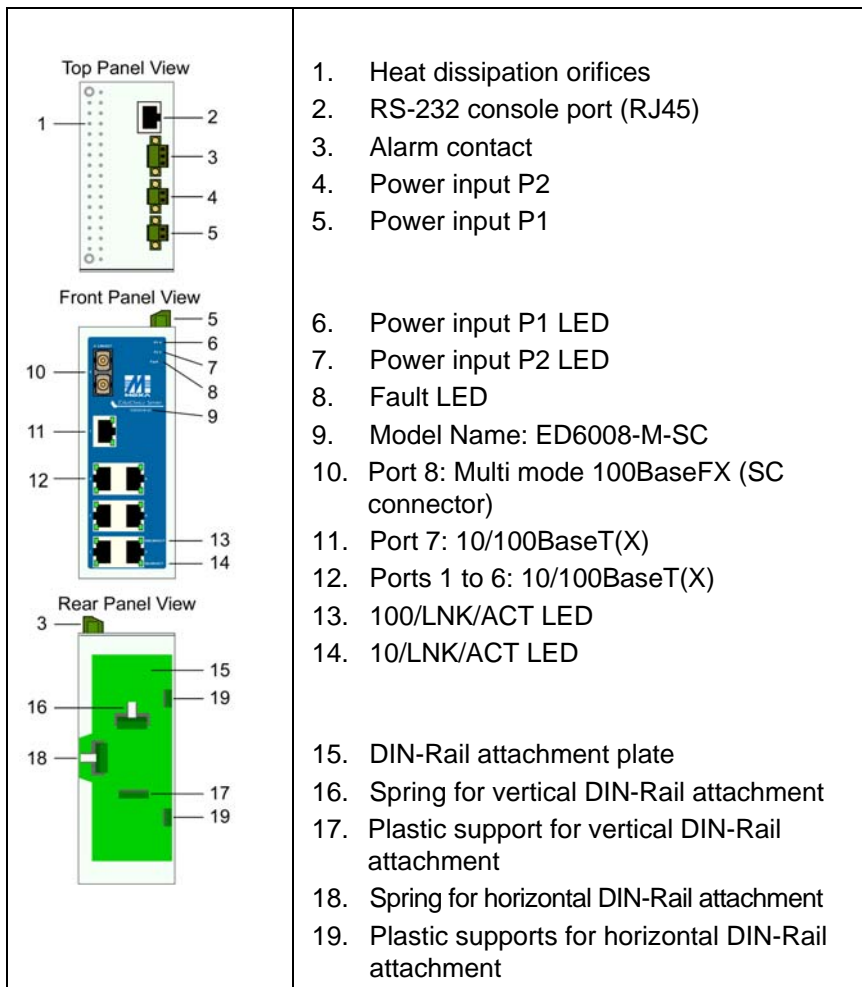 Top Panel View
1
2
3
4
5
Front Panel View
5
6
7
8
9
10
11
12
13
14
Rear Panel View
3
15
19
16
18
17
19
MOXA
1. Heat dissipation orifices
2. RS-232 console port (RJ45)
3. Alarm contact
4. Power input P2
5. Power input P1
6. Power input P1 LED
7. Power input P2 LED
8. Fault LED
9. Model Name: ED6008-M-SC
10. Port 8: Multi mode 100BaseFX (SC
connector)
11. Port 7: 10/100BaseT(X)
12. Ports 1 to 6: 10/100BaseT(X)
13. 100/LNK/ACT LED
14. 10/LNK/ACT LED
15. DIN-Rail attachment plate
16. Spring for vertical DIN-Rail attachment
17. Plastic support for vertical DIN-Rail
attachment
18. Spring for horizontal DIN-Rail attachment
19. Plastic supports for horizontal DIN-Rail
attachment